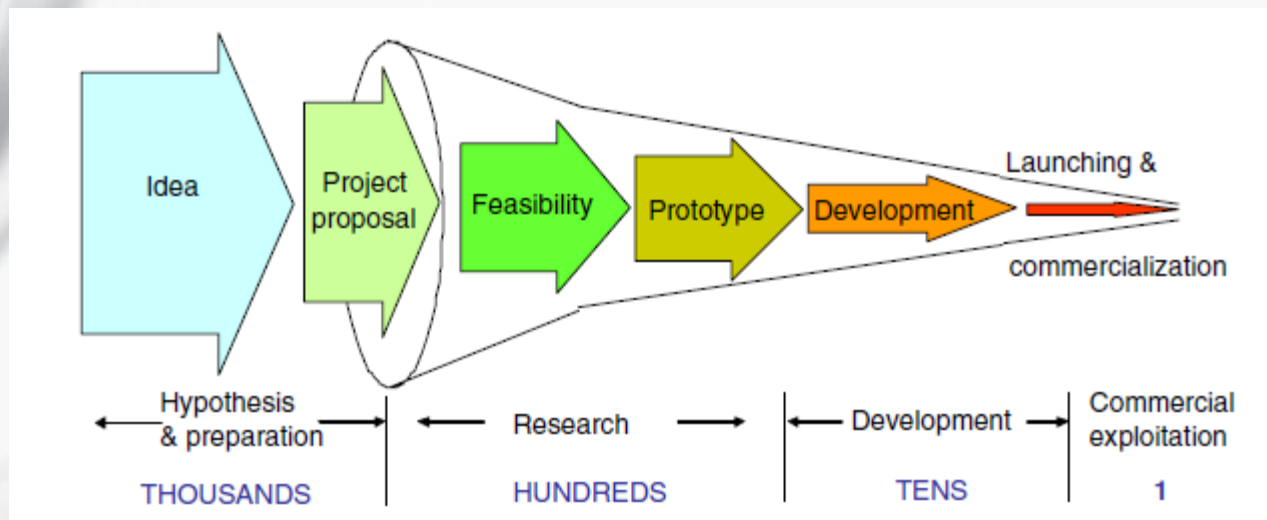 Idea
Project
proposal
Feasibility
Prototype
Development
Launching &
commercialization
Hypothesis
& preparation
Research
Development
Commercial
exploitation
THOUSANDS
HUNDREDS
TENS
1